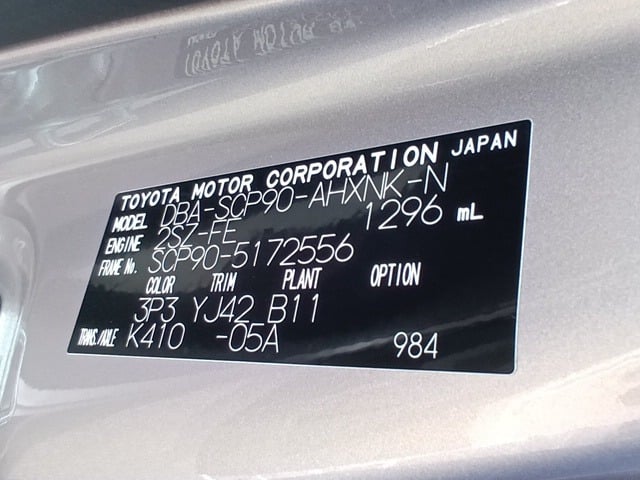 TOYOTA MOTOR CORPORATION JAPAN
MODEL DBA-SCP90-AHXNK-N
ENGINE 2SZ-FE 1296 mL
FRAME No. SCP90-5172556
COLOR TRIM PLANT OPTION
3P3 YJ42 B11
TRANS./AXLE K410 -05A 984